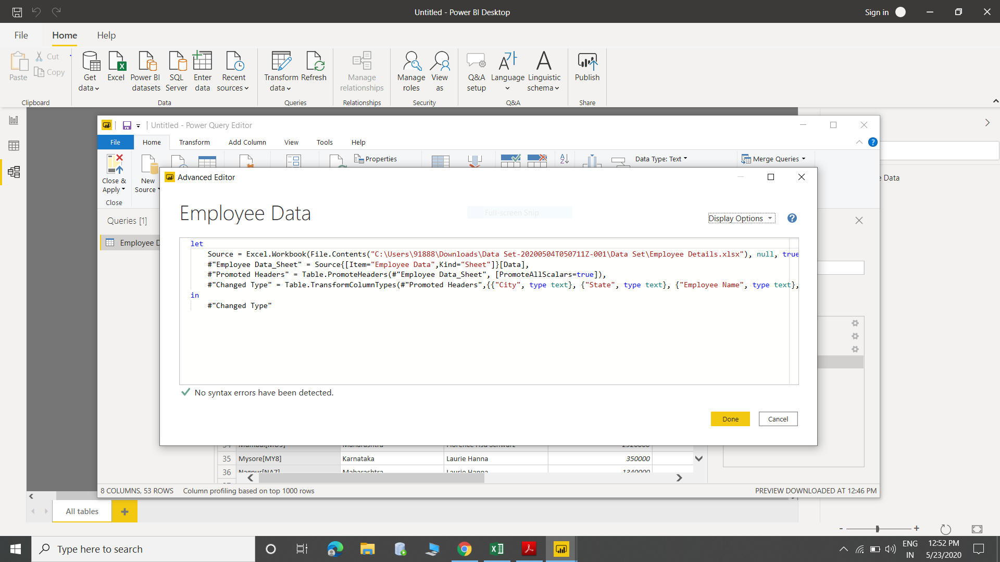 Untitled - Power BI Desktop
Sign in
File
Home
Help
Paste
Cut
Copy
Get data
Excel
Power BI datasets
SQL Server
Enter data
Recent sources
Transform data
Refresh
Manage relationships
Manage roles
View as
Q&A setup
Language
Linguistic schema
Publish
Clipboard
Data
Queries
Relationships
Security
Q&A
Share
Untitled - Power Query Editor
File
Home
Transform
Add Column
View
Tools
Help
Close & Apply
New Source
Properties
Data Type: Text
Merge Queries
Close
Queries [1]
Employee D
e Data
Advanced Editor
Employee Data
Full-screen Snip
Display Options
let
Source = Excel.Workbook(File.Contents("C:\Users\91888\Downloads\Data Set-20200504T050711Z-001\Data Set\Employee Details.xlsx"), null, true
#"Employee Data_Sheet" = Source{[Item="Employee Data",Kind="Sheet"]}[Data],
#"Promoted Headers" = Table.PromoteHeaders(#"Employee Data_Sheet", [PromoteAllScalars=true]),
#"Changed Type" = Table.TransformColumnTypes(#"Promoted Headers",{{"City", type text}, {"State", type text}, {"Employee Name", type text},
in
#"Changed Type"
No syntax errors have been detected.
Done
Cancel
35 Mysore[MY8] Karnataka Laurie Hanna 350000
36 Nagpur[NA7] Maharashtra Laurie Hanna 1340000
8 COLUMNS, 53 ROWS
Column profiling based on top 1000 rows
PREVIEW DOWNLOADED AT 12:46 PM
All tables
Type here to search
ENG
IN
12:52 PM
5/23/2020